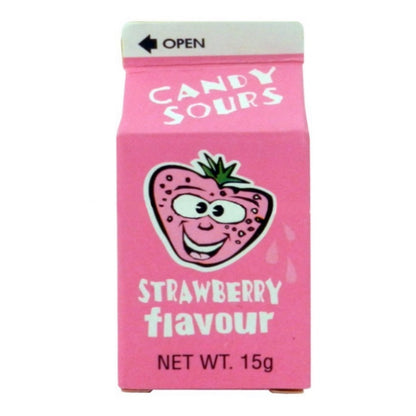 OPEN
CANDY
SOURS
STRAWBERRY
flavour
NET WT. 15g